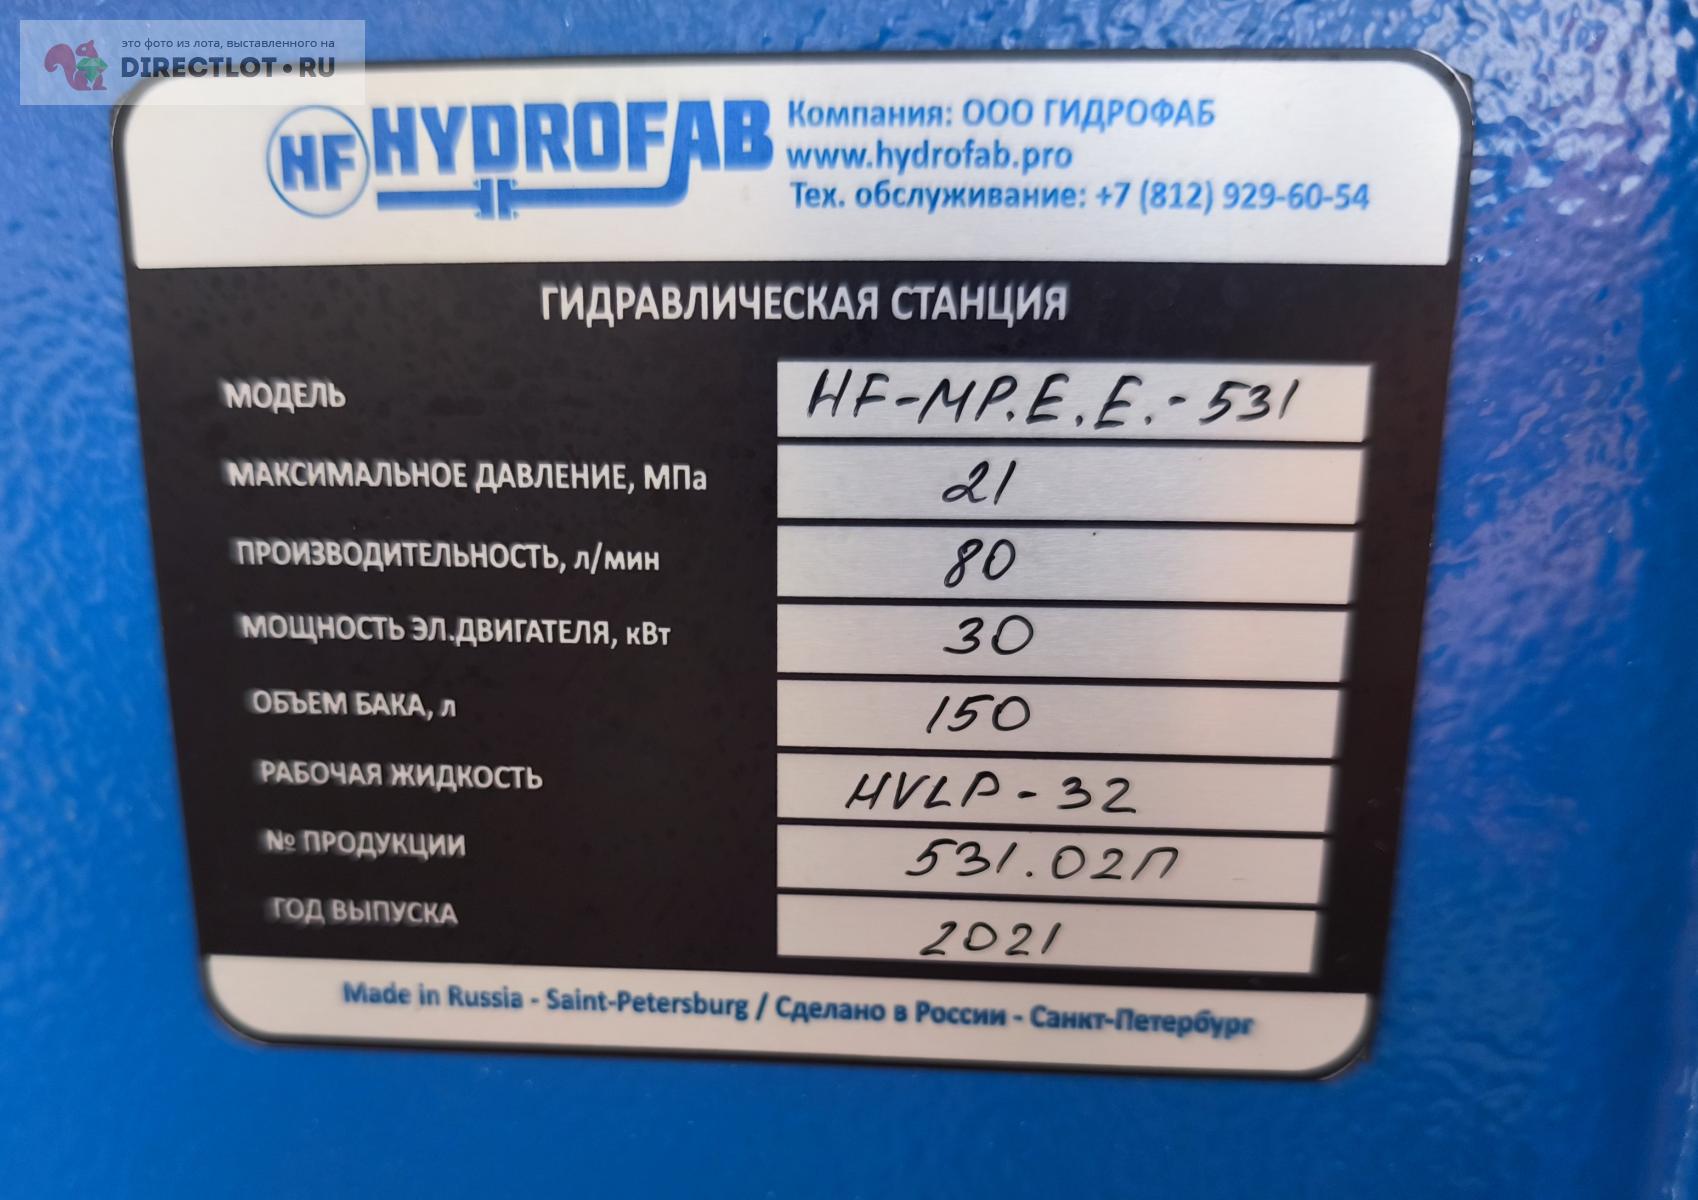 это фото из лота, выставленного на
DIRECTLOT.RU
HF HYDROFAB
Компания: ООО ГИДРОФАБ
www.hydrofab.pro
Тех. обслуживание: +7 (812) 929-60-54
ГИДРАВЛИЧЕСКАЯ СТАНЦИЯ
МОДЕЛЬ HF-MP.E.E.-531
МАКСИМАЛЬНОЕ ДАВЛЕНИЕ, МПа 21
ПРОИЗВОДИТЕЛЬНОСТЬ, л/мин 80
МОЩНОСТЬ ЭЛ.ДВИГАТЕЛЯ, кВт 30
ОБЪЕМ БАКА, л 150
РАБОЧАЯ ЖИДКОСТЬ HVLP-32
№ ПРОДУКЦИИ 531.02П
ГОД ВЫПУСКА 2021
Made in Russia - Saint-Petersburg / Сделано в России - Санкт-Петербург